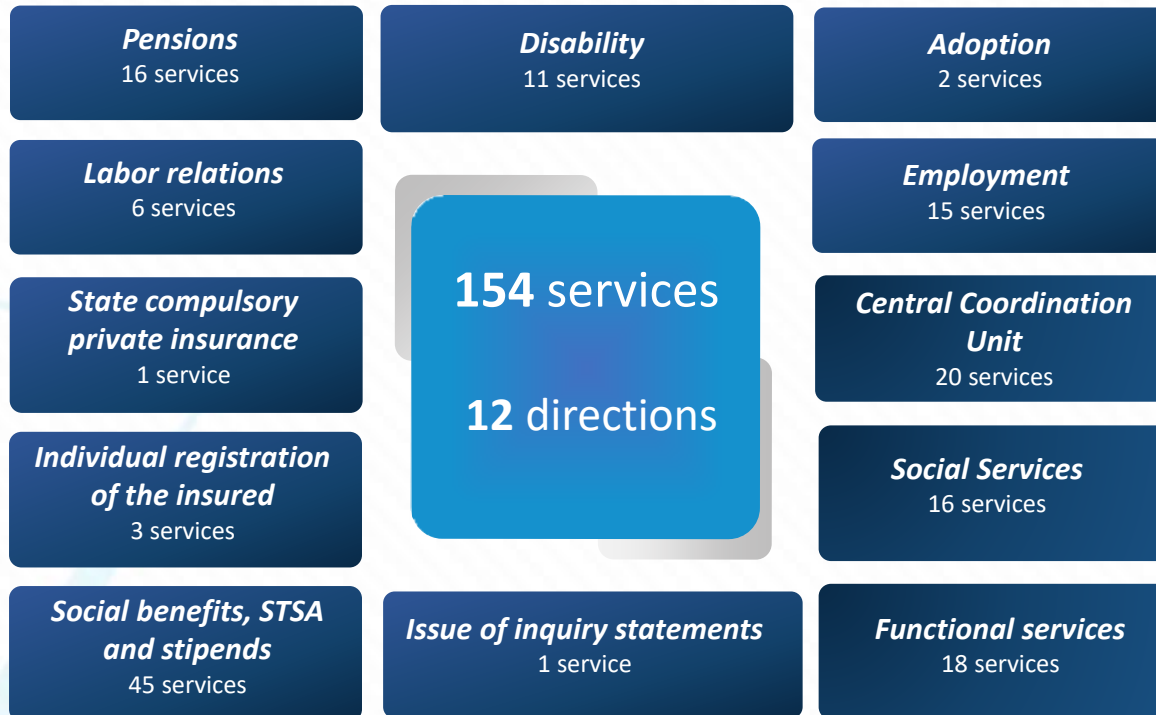 Pensions
16 services
Disability
11 services
Adoption
2 services
Labor relations
6 services
Employment
15 services
State compulsory
private insurance
1 service
154 services
12 directions
Central Coordination
Unit
20 services
Individual registration
of the insured
3 services
Social Services
16 services
Social benefits, STSA
and stipends
45 services
Issue of inquiry statements
1 service
Functional services
18 services